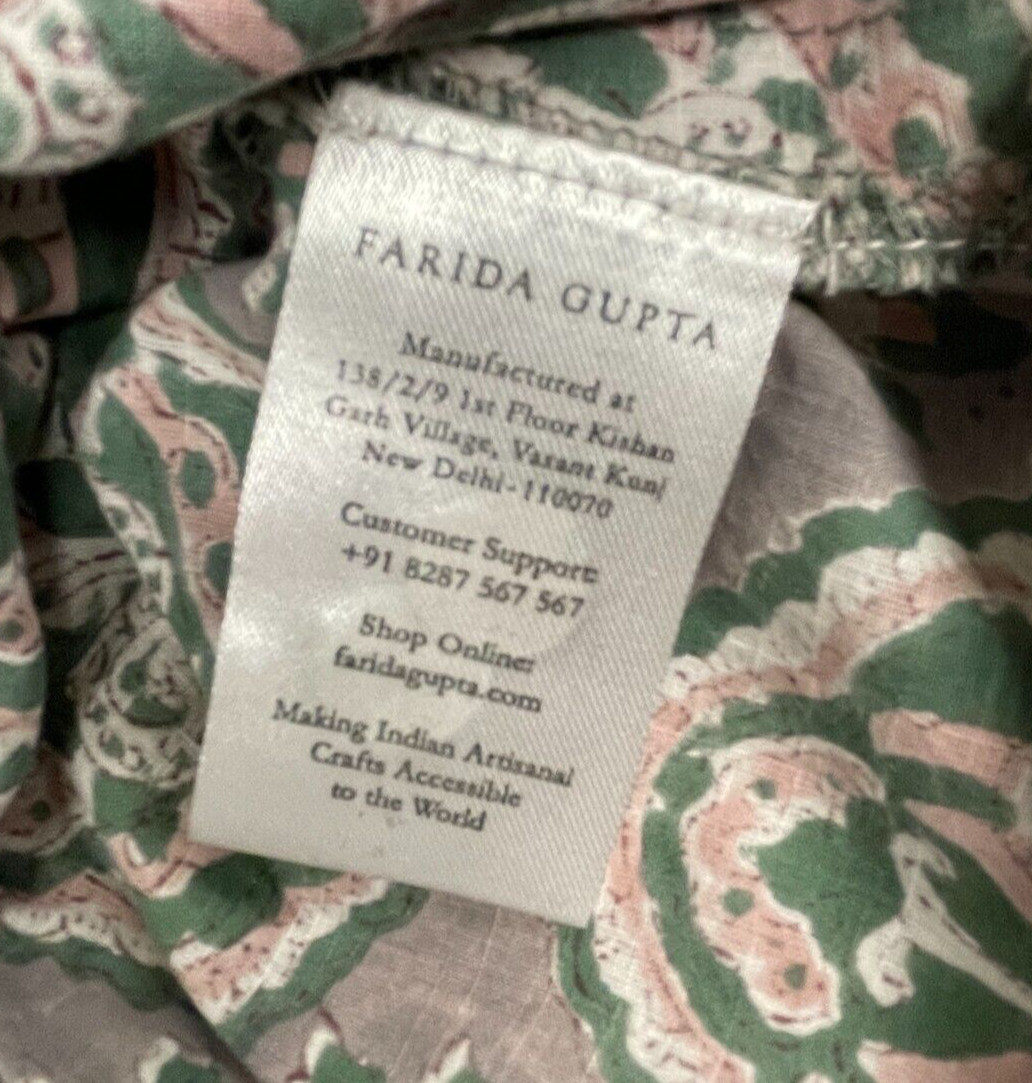 FARIDA GUPTA
Manufactured at
138/2/9 1st Floor Kishan
Garh Village, Vasant Kunj
New Delhi-110070
Customer Support:
+91 8287 567 567
Shop Online:
faridagupta.com
Making Indian Artisanal
Crafts Accessible
to the World